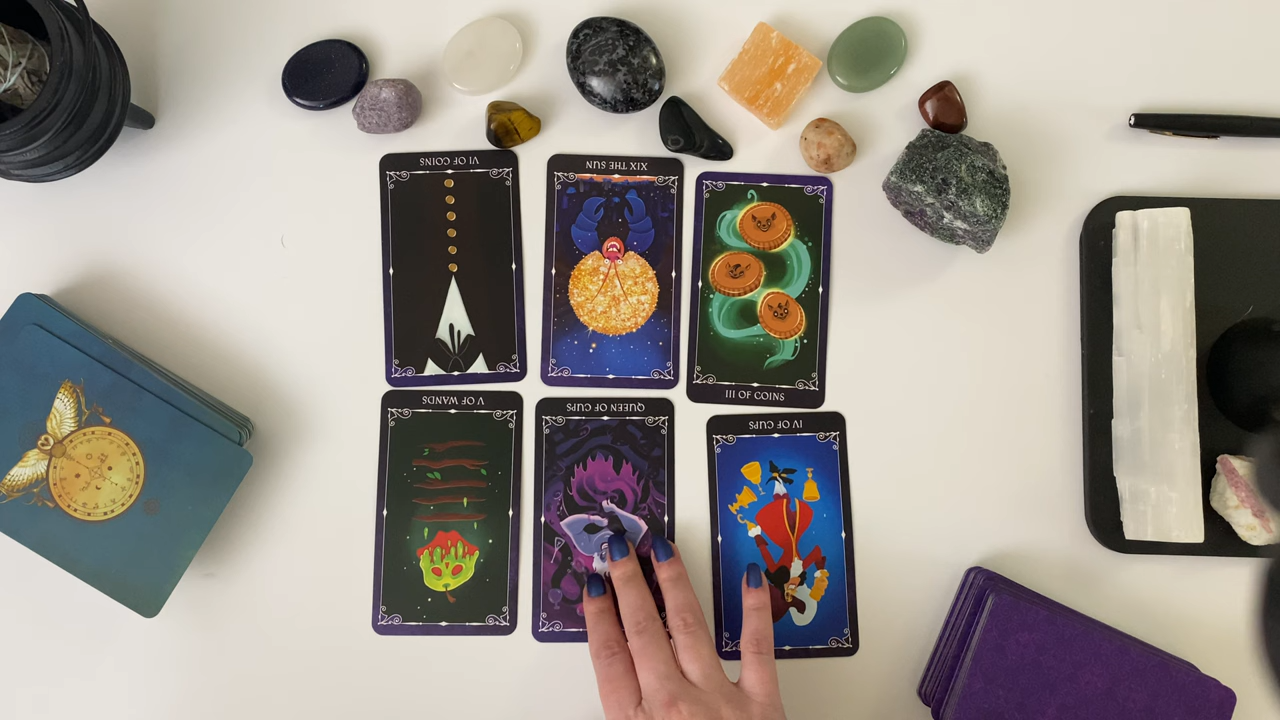 VI OF COINS
XIX THE SUN
III OF COINS
V OF WANDS
QUEEN OF CUPS
IV OF CUPS